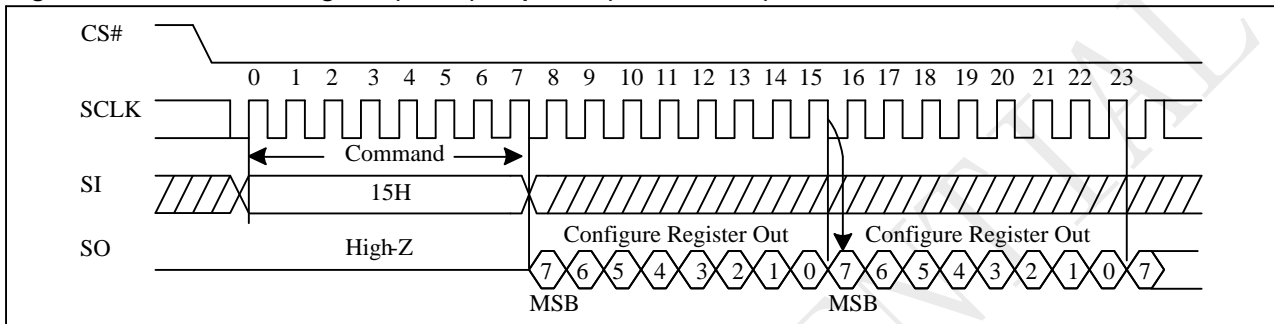 CS#
0 1 2 3 4 5 6 7 8 9 10 11 12 13 14 15 16 17 18 19 20 21 22 23
SCLK
Command
SI
15H
SO
High-Z
Configure Register Out Configure Register Out
7 6 5 4 3 2 1 0 7 6 5 4 3 2 1 0 7
MSB MSB